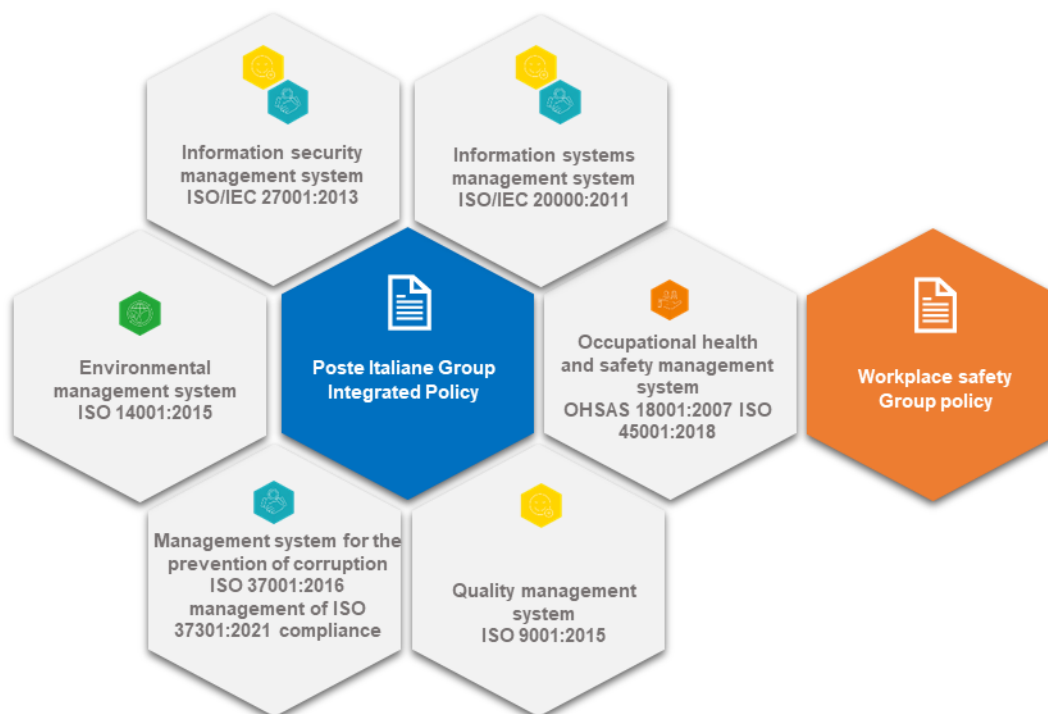 Information security
management system
ISO/IEC 27001:2013
Information systems
management system
ISO/IEC 20000:2011
Environmental
management system
ISO 14001:2015
Poste Italiane Group
Integrated Policy
Occupational health
and safety management
system
OHSAS 18001:2007 ISO
45001:2018
Workplace safety
Group policy
Management system for the
prevention of corruption
ISO 37001:2016
management of ISO
37301:2021 compliance
Quality management
system
ISO 9001:2015